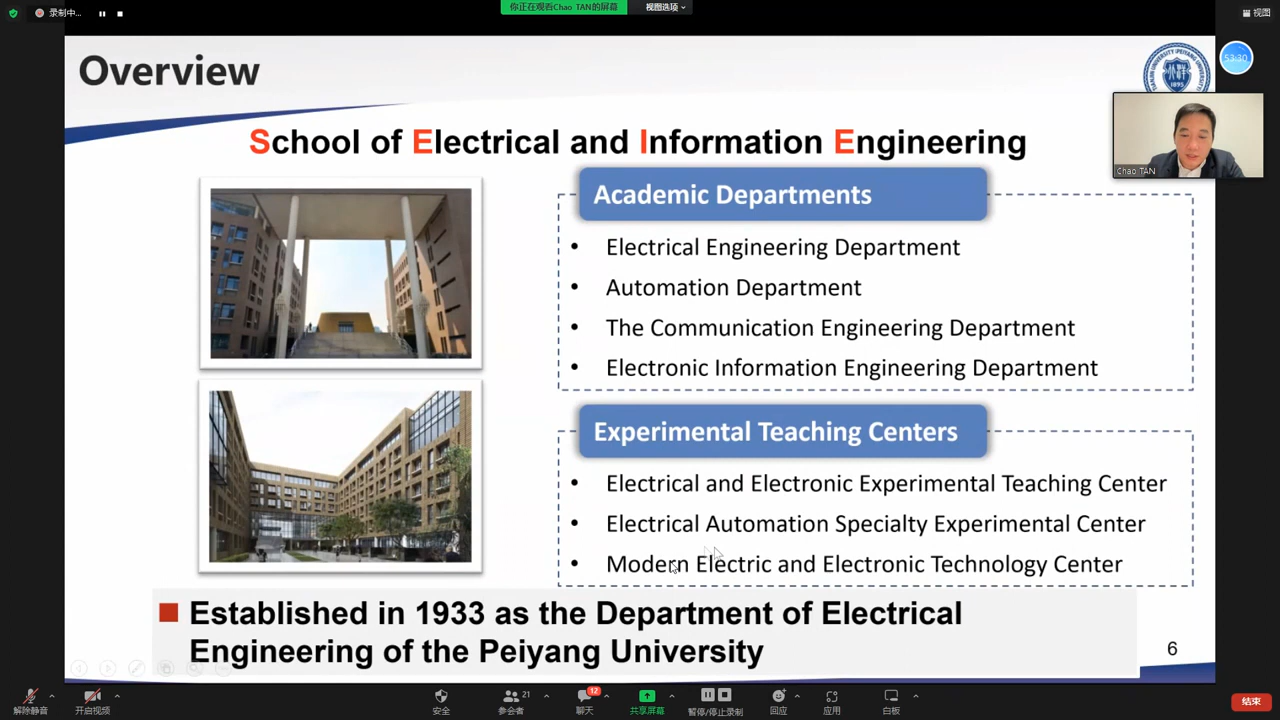 录制中...
你正在观看Chao TAN的屏幕
视图选项
视图
Overview
53:30
School of Electrical and Information Engineering
Chao TAN
Academic Departments
• Electrical Engineering Department
• Automation Department
• The Communication Engineering Department
• Electronic Information Engineering Department
Experimental Teaching Centers
• Electrical and Electronic Experimental Teaching Center
• Electrical Automation Specialty Experimental Center
• Modern Electric and Electronic Technology Center
Established in 1933 as the Department of Electrical
Engineering of the Peiyang University
6
解除静音
开启视频
安全
21
参会者
12
聊天
共享屏幕
暂停/停止录制
回应
应用
白板
结束